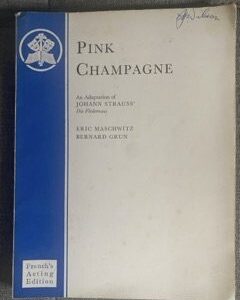 PINK
CHAMPAGNE
An Adaptation of
JOHANN STRAUSS'
Die Fledermaus
ERIC MASCHWITZ
BERNARD GRUN
French's
Acting
Edition